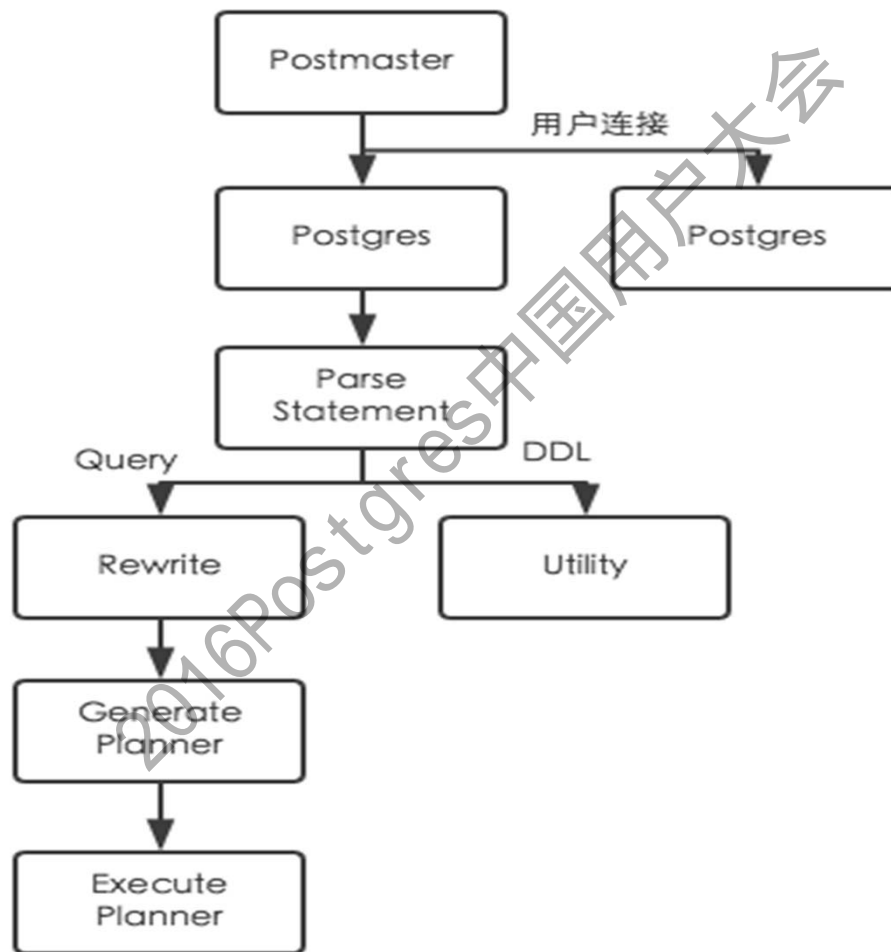 Postmaster
用户连接
Postgres
Postgres
Parse
Statement
Query
DDL
Rewrite
Utility
Generate
Planner
Execute
Planner
2016Postgres中国用户大会